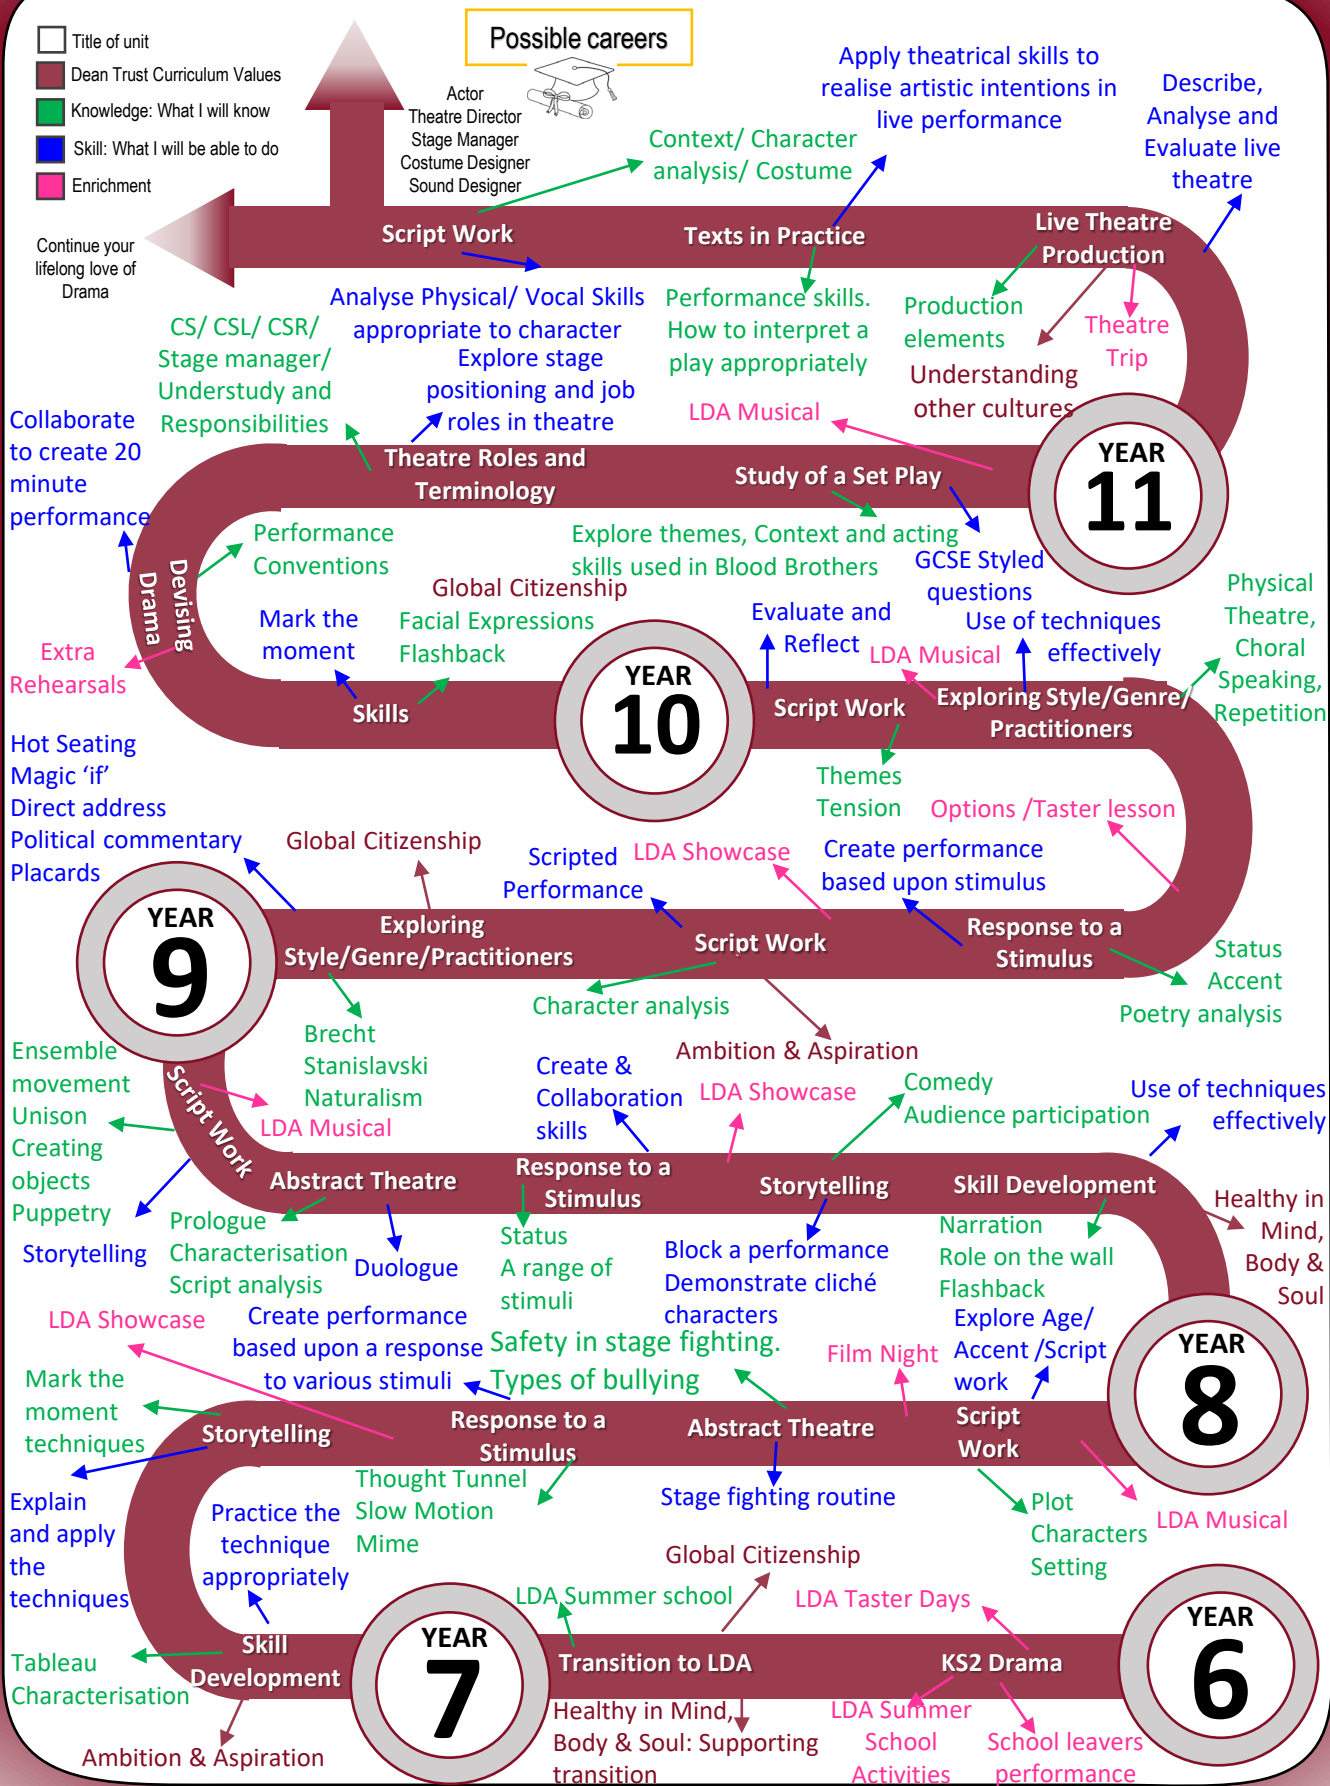 Title of unit
Dean Trust Curriculum Values
Knowledge: What I will know
Skill: What I will be able to do
Enrichment
Possible careers
Actor
Theatre Director
Stage Manager
Costume Designer
Sound Designer
Continue your
lifelong love of
Drama
Context/ Character
analysis/ Costume
Apply theatrical skills to
realise artistic intentions in
live performance
Describe,
Analyse and
Evaluate live
theatre
Script Work
Texts in Practice
Live Theatre
Production
Analyse Physical/ Vocal Skills
appropriate to character
Performance skills.
How to interpret a
play appropriately
Production
elements
Theatre
Trip
Understanding
other cultures
CS/ CSL/ CSR/
Stage manager/
Understudy and
Responsibilities
Explore stage
positioning and job
roles in theatre
LDA Musical
YEAR
11
Collaborate
to create 20
minute
performance
Theatre Roles and
Terminology
Study of a Set Play
Performance
Conventions
Explore themes, Context and acting
skills used in Blood Brothers
GCSE Styled
questions
Devising
Drama
Extra
Rehearsals
Mark the
moment
Global Citizenship
Facial Expressions
Flashback
Skills
YEAR
10
Evaluate and
Reflect
LDA Musical
Use of techniques
effectively
Physical
Theatre,
Choral
Speaking,
Repetition
Script Work
Exploring Style/Genre/
Practitioners
Themes
Tension
Options /Taster lesson
Hot Seating
Magic ‘if’
Direct address
Political commentary
Placards
Global Citizenship
Scripted
Performance
LDA Showcase
Create performance
based upon stimulus
YEAR
9
Exploring
Style/Genre/Practitioners
Script Work
Response to a
Stimulus
Status
Accent
Poetry analysis
Character analysis
Brecht
Stanislavski
Naturalism
Ambition & Aspiration
Ensemble
movement
Unison
Creating
objects
Puppetry
Script Work
LDA Musical
Storytelling
Create &
Collaboration
skills
LDA Showcase
Comedy
Audience participation
Use of techniques
effectively
Abstract Theatre
Response to a
Stimulus
Storytelling
Skill Development
Healthy in
Mind,
Body &
Soul
Prologue
Characterisation
Script analysis
Duologue
Status
A range of
stimuli
Block a performance
Demonstrate cliché
characters
Narration
Role on the wall
Flashback
YEAR
8
LDA Showcase
Create performance
based upon a response
to various stimuli
Safety in stage fighting.
Types of bullying
Film Night
Explore Age/
Accent /Script
work
Mark the
moment
techniques
Storytelling
Response to a
Stimulus
Abstract Theatre
Script
Work
Explain
and apply
the
techniques
Practice the
technique
appropriately
Thought Tunnel
Slow Motion
Mime
Stage fighting routine
Plot
Characters
Setting
LDA Musical
Global Citizenship
LDA Summer school
LDA Taster Days
Tableau
Characterisation
Skill
Development
YEAR
7
Transition to LDA
KS2 Drama
YEAR
6
Ambition & Aspiration
Healthy in Mind,
Body & Soul: Supporting
transition
LDA Summer
School
Activities
School leavers
performance